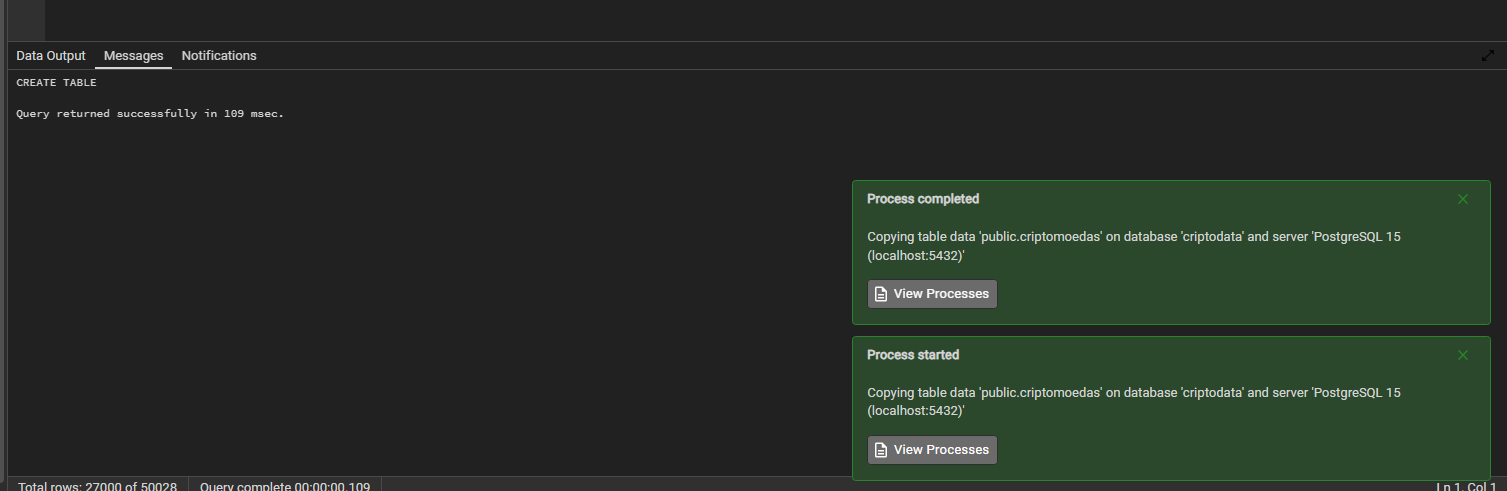 Data Output Messages Notifications
CREATE TABLE
Query returned successfully in 109 msec.
Process completed
Copying table data 'public.criptomoedas' on database 'criptodata' and server 'PostgreSQL 15
(localhost:5432)'
View Processes
Process started
Copying table data 'public.criptomoedas' on database 'criptodata' and server 'PostgreSQL 15
(localhost:5432)'
View Processes
Total rows: 27000 of 50028 Query complete 00:00:00.109 Ln 1, Col 1